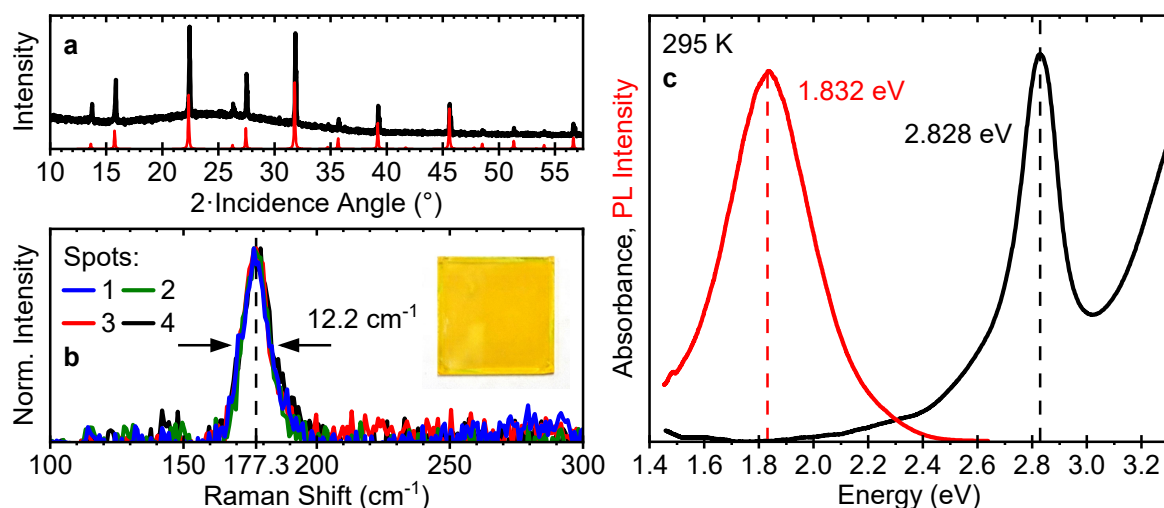 a
Intensity
10 15 20 25 30 35 40 45 50 55
2·Incidence Angle (°)
Spots:
1 2
3 4
12.2 cm⁻¹
b
Norm. Intensity
100 150 177.3 200 250 300
Raman Shift (cm⁻¹)
295 K
c
1.832 eV
2.828 eV
Absorbance, PL Intensity
1.4 1.6 1.8 2.0 2.2 2.4 2.6 2.8 3.0 3.2
Energy (eV)